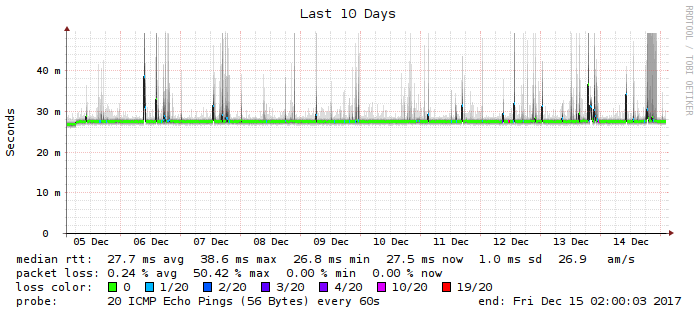 Last 10 Days
RRDTOOL / TOBI OETIKER
Seconds
40 m
30 m
20 m
10 m
0
05 Dec 06 Dec 07 Dec 08 Dec 09 Dec 10 Dec 11 Dec 12 Dec 13 Dec 14 Dec
median rtt: 27.7 ms avg 38.6 ms max 26.8 ms min 27.5 ms now 1.0 ms sd 26.9 am/s
packet loss: 0.24 % avg 50.42 % max 0.00 % min 0.00 % now
loss color: 0 1/20 2/20 3/20 4/20 10/20 19/20
probe: 20 ICMP Echo Pings (56 Bytes) every 60s end: Fri Dec 15 02:00:03 2017